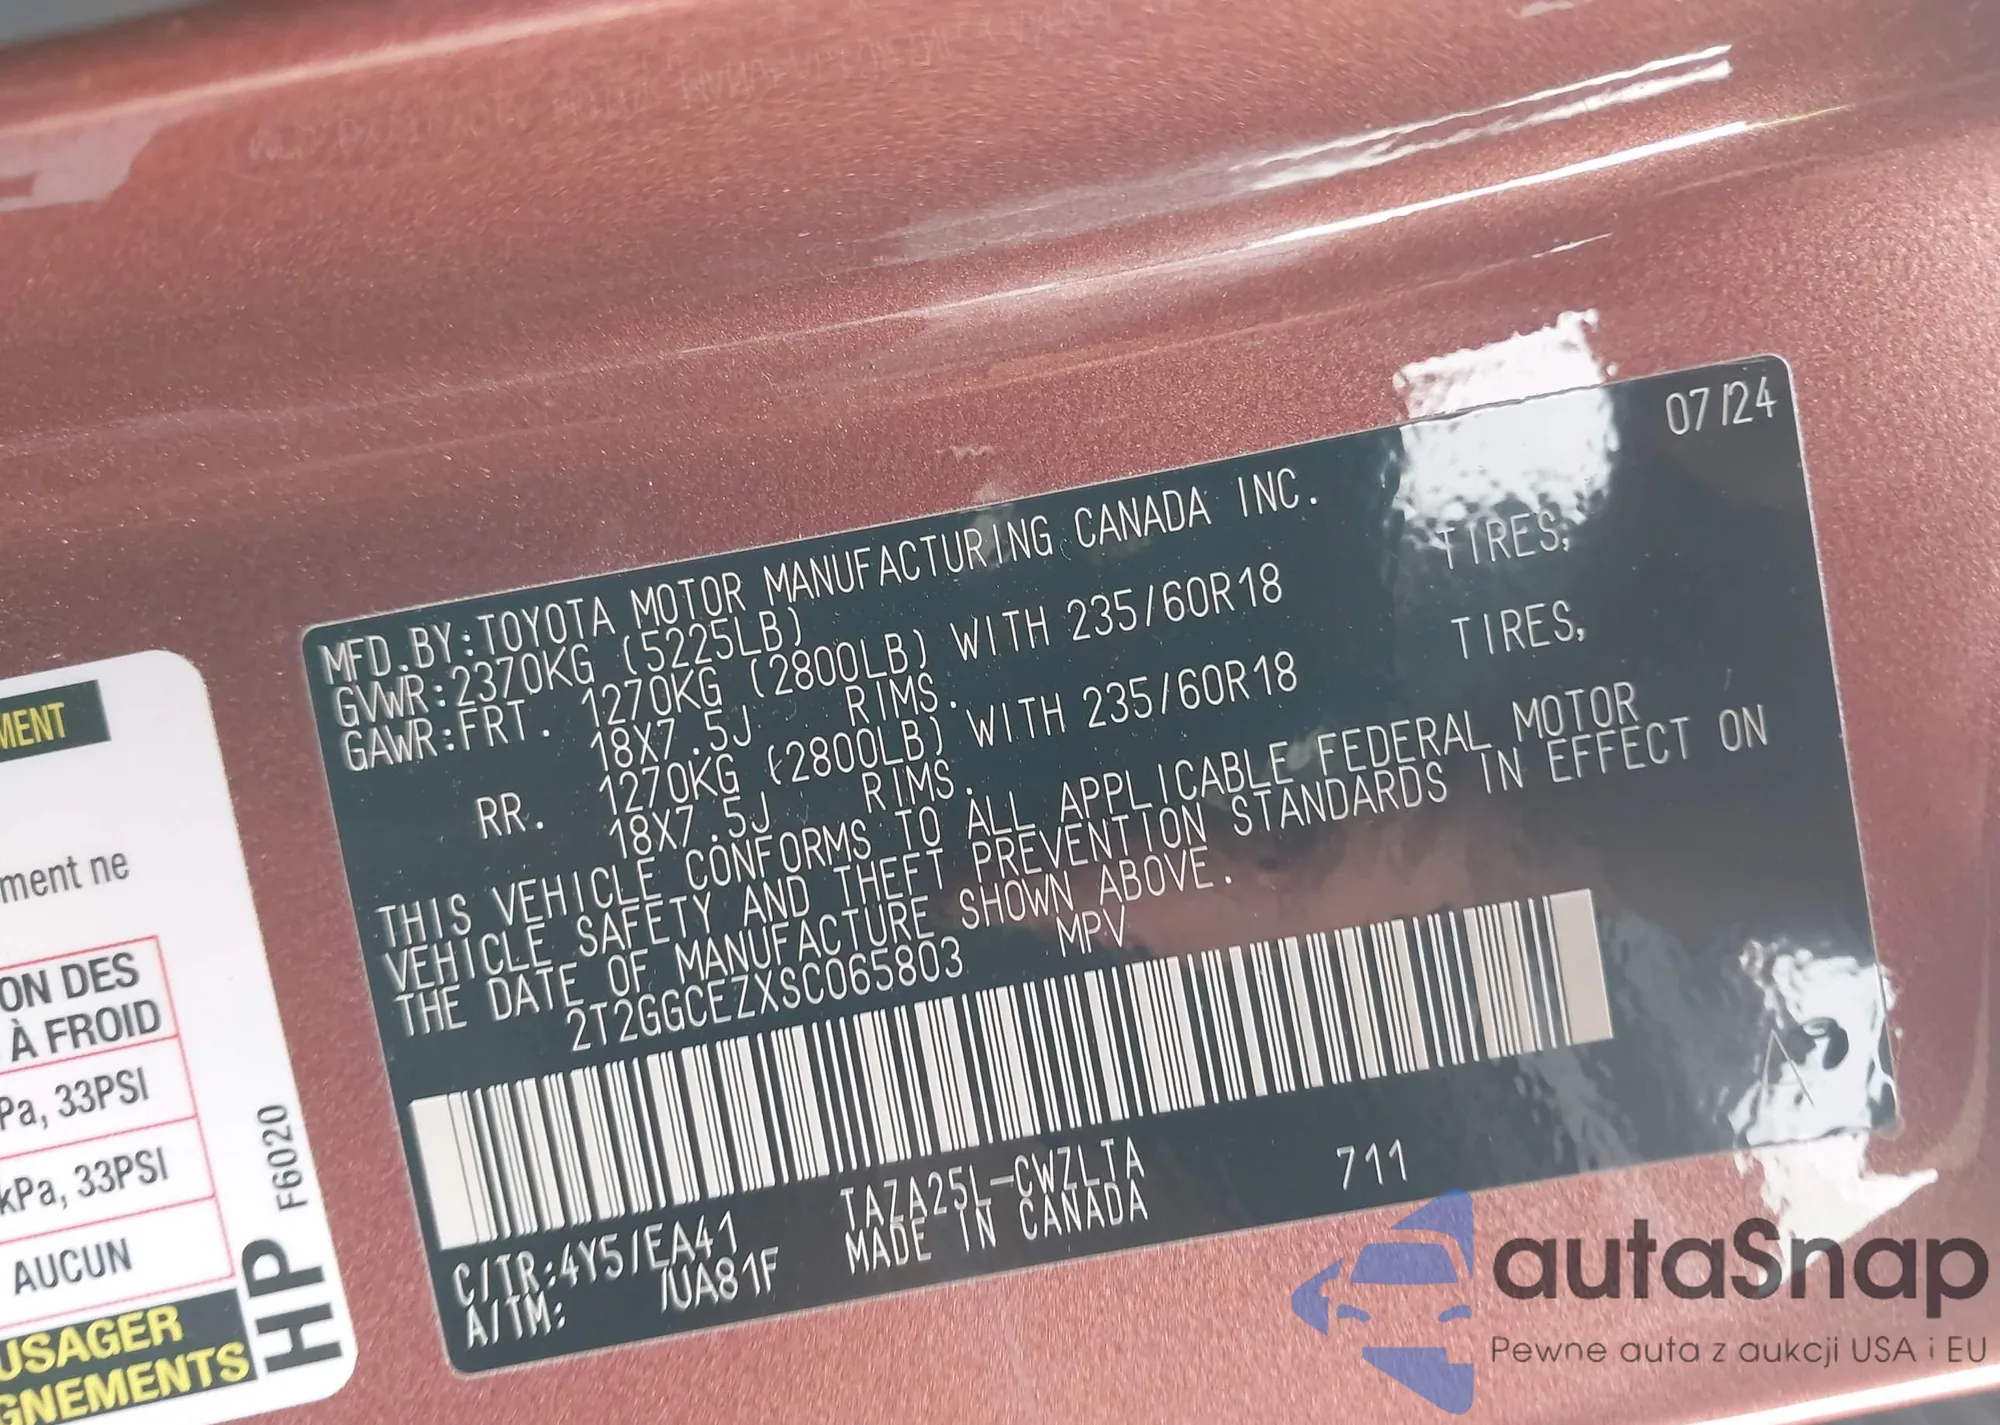 07/24
MFD.BY:TOYOTA MOTOR MANUFACTURING CANADA INC.
GVWR:2370KG (5225LB)
GAWR:FRT. 1270KG (2800LB) WITH 235/60R18 TIRES,
18X7.5J RIMS.
RR. 1270KG (2800LB) WITH 235/60R18 TIRES,
18X7.5J RIMS.
THIS VEHICLE CONFORMS TO ALL APPLICABLE FEDERAL MOTOR
VEHICLE SAFETY AND THEFT PREVENTION STANDARDS IN EFFECT ON
THE DATE OF MANUFACTURE SHOWN ABOVE.
2T2GGCEZXSC065803 MPV
C/TR:4Y5/EA41 TAZA25L-CWZLTA 711
A/TM: /UA81F MADE IN CANADA
MENT
ment ne
ON DES
À FROID
Pa, 33PSI
kPa, 33PSI
AUCUN
USAGER
GNEMENTS
HP F6020
autaSnap
Pewne auta z aukcji USA i EU